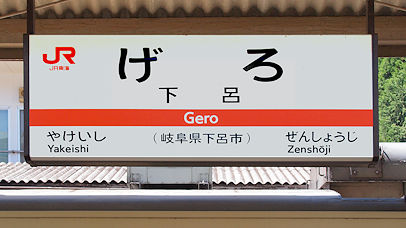 JR
JR東海
げろ
下呂
Gero
やけいし
Yakeishi
（岐阜県下呂市）
ぜんしょうじ
Zenshōji